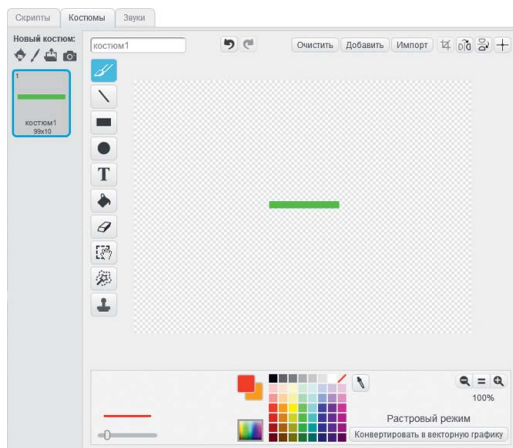 Скрипты Костюмы Звуки
Новый костюм:
костюм1
Очистить Добавить Импорт
1
костюм1
99x10
T
100%
Растровый режим
Конвертировать в векторную графику